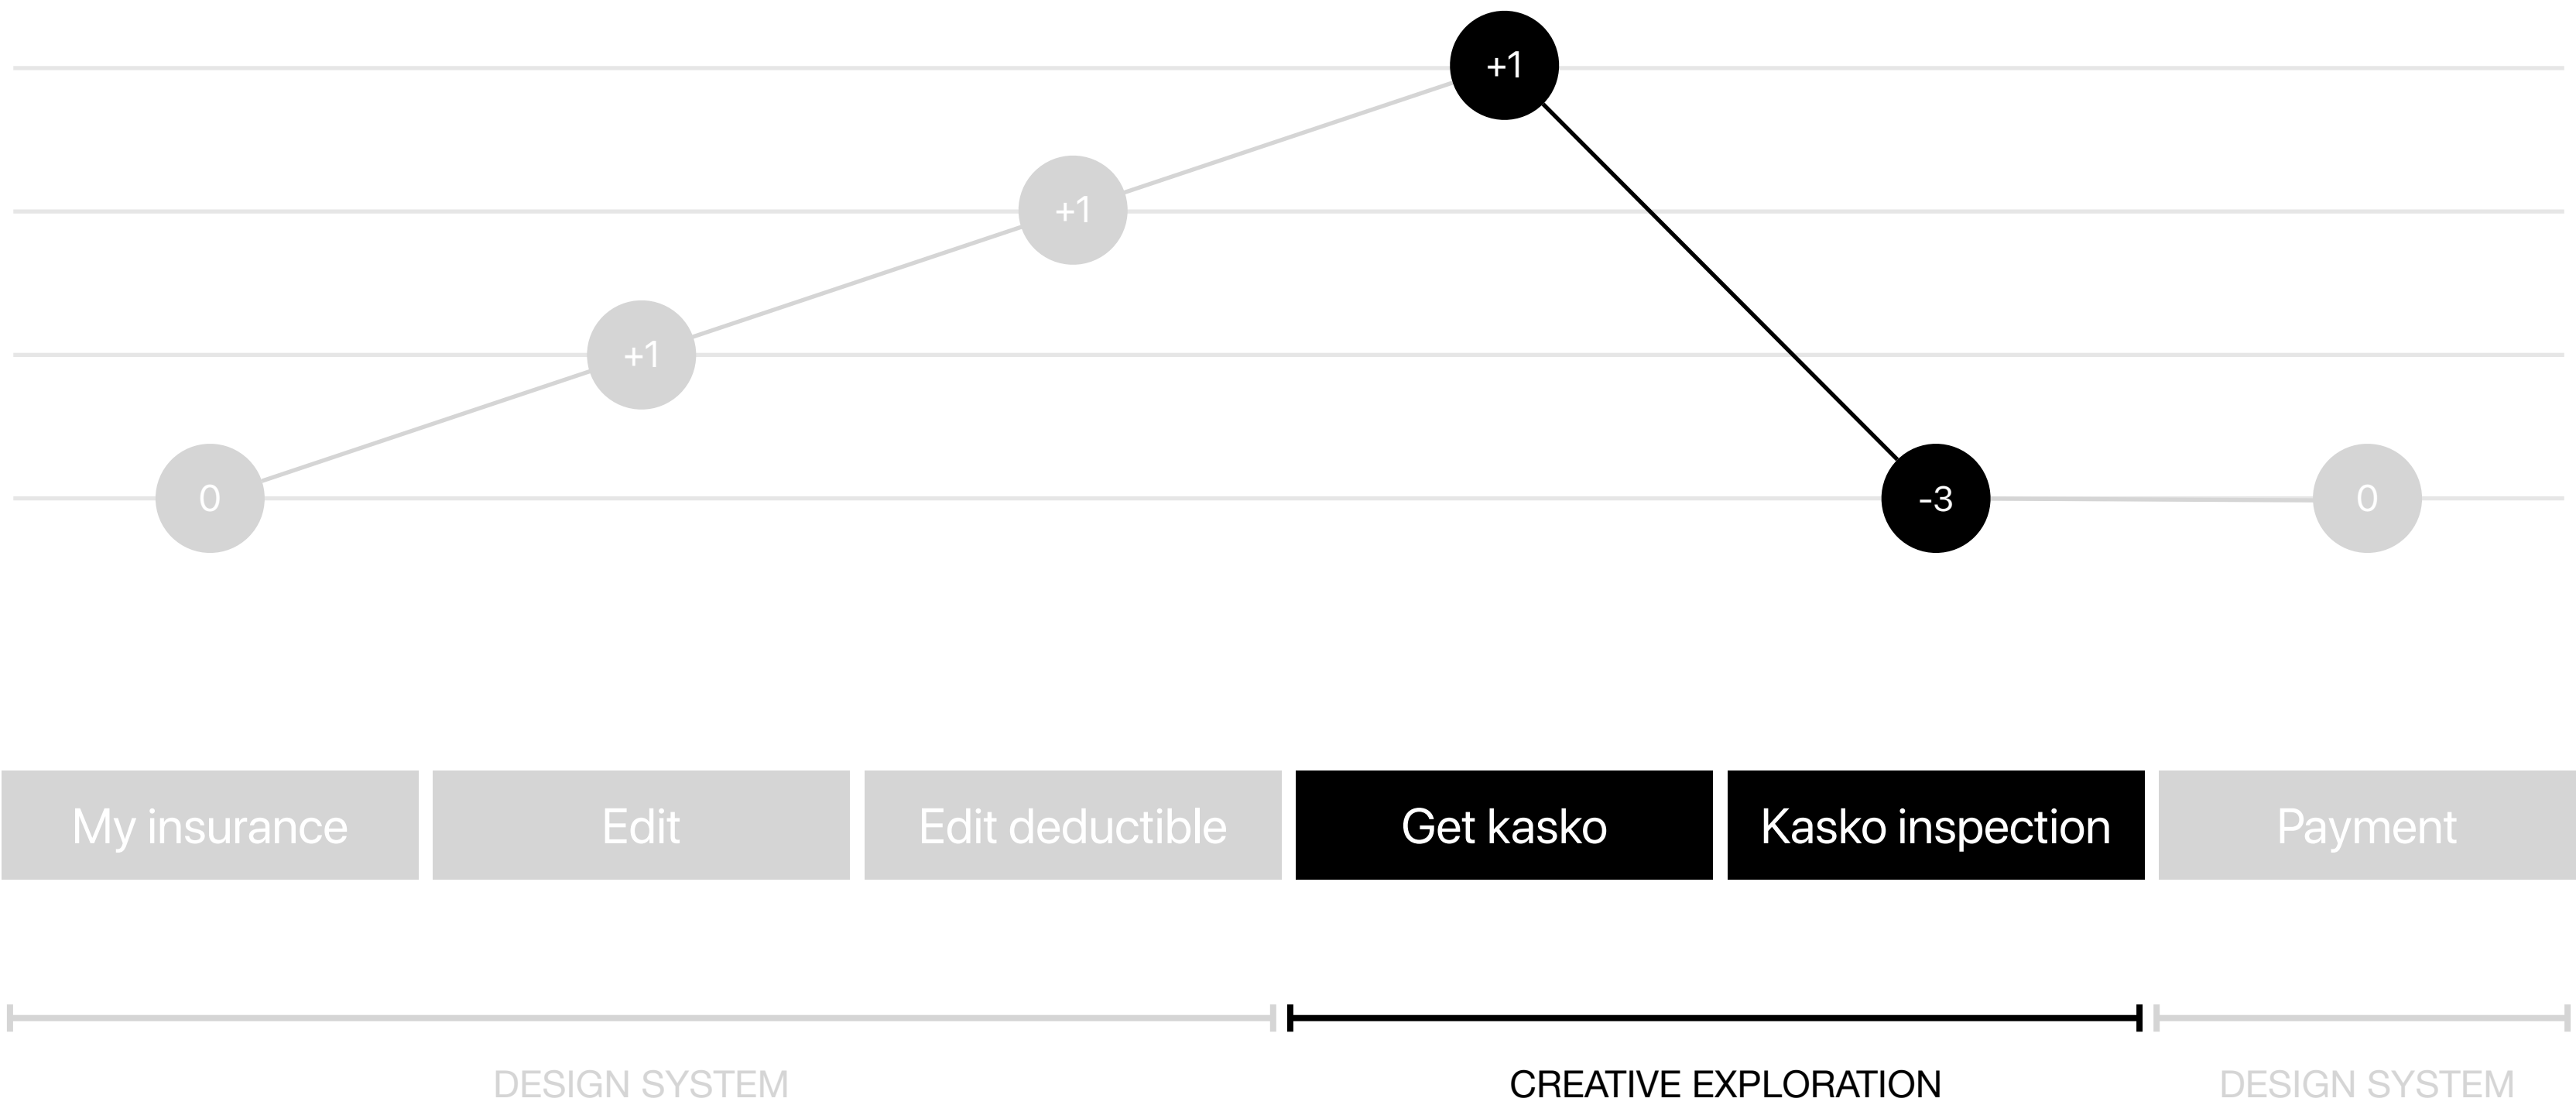 +1
+1
+1
0
-3
0
My insurance
Edit
Edit deductible
Get kasko
Kasko inspection
Payment
DESIGN SYSTEM
CREATIVE EXPLORATION
DESIGN SYSTEM